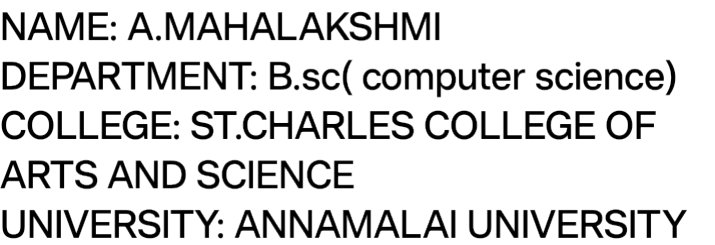 NAME: A.MAHALAKSHMI
DEPARTMENT: B.sc( computer science)
COLLEGE: ST.CHARLES COLLEGE OF
ARTS AND SCIENCE
UNIVERSITY: ANNAMALAI UNIVERSITY